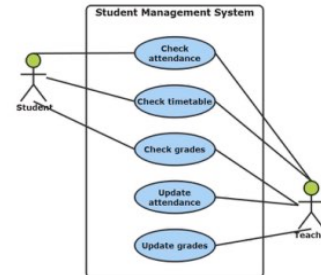 Student Management System
Check
attendance
Check timetable
Student
Check grades
Update
attendance
Teach
Update grades